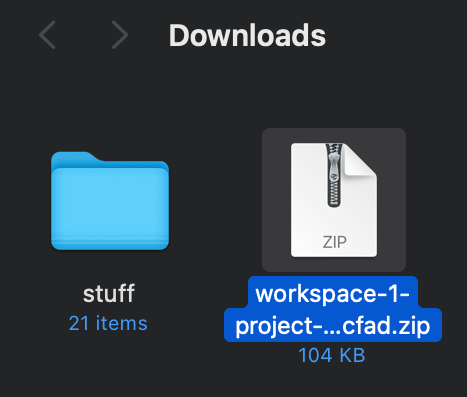 Downloads
ZIP
stuff
21 items
workspace-1-
project-...cfad.zip
104 KB